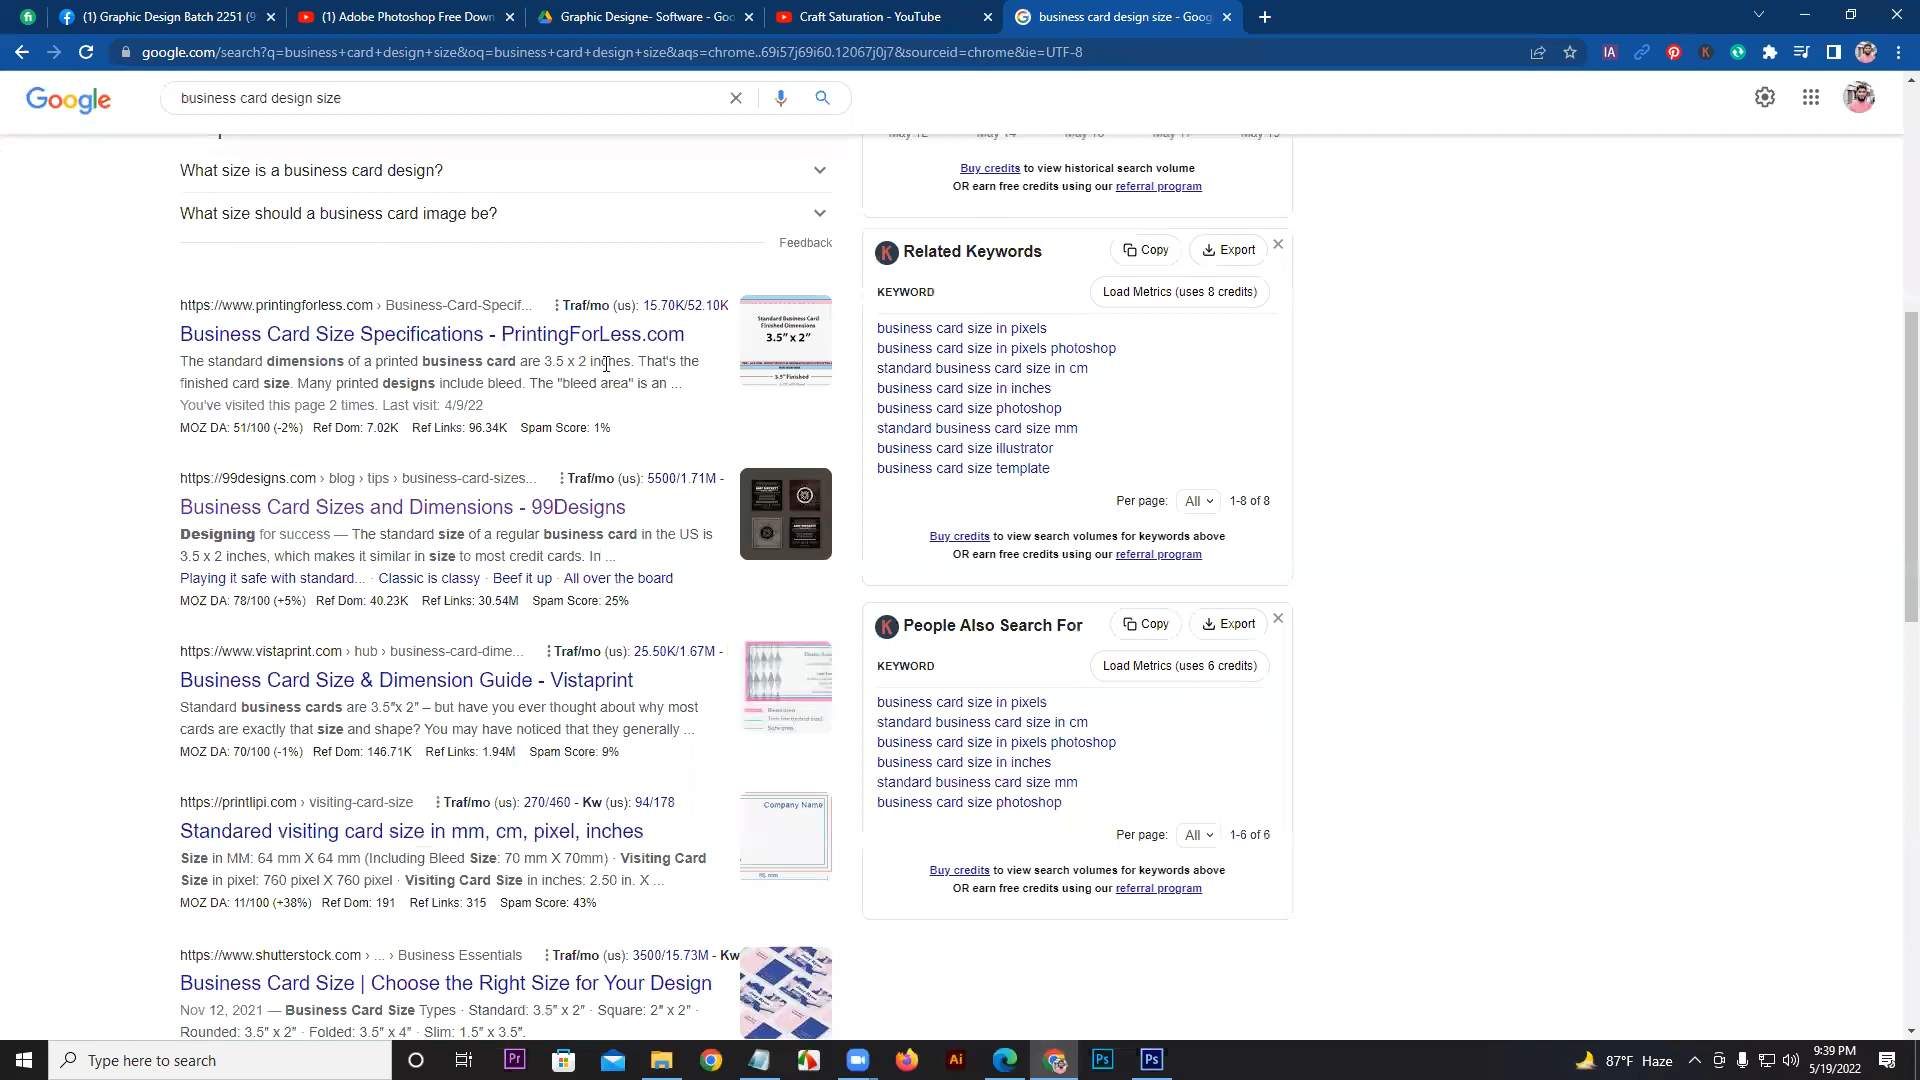 (1) Graphic Design Batch 2251 (9
(1) Adobe Photoshop Free Down
Graphic Designe- Software - Goo
Craft Saturation - YouTube
business card design size - Goog
google.com/search?q=business+card+design+size&oq=business+card+design+size&aqs=chrome..69i57j69i60.12067j0j7&sourceid=chrome&ie=UTF-8
Google
business card design size
What size is a business card design?
What size should a business card image be?
Feedback
https://www.printingforless.com › Business-Card-Specif... Traf/mo (us): 15.70K/52.10K
Business Card Size Specifications - PrintingForLess.com
The standard dimensions of a printed business card are 3.5 x 2 inches. That's the
finished card size. Many printed designs include bleed. The "bleed area" is an ...
You've visited this page 2 times. Last visit: 4/9/22
MOZ DA: 51/100 (-2%) Ref Dom: 7.02K Ref Links: 96.34K Spam Score: 1%
Standard Business Card
Finished Dimensions
3.5" x 2"
3.5" Finished
https://99designs.com › blog › tips › business-card-sizes... Traf/mo (us): 5500/1.71M -
Business Card Sizes and Dimensions - 99Designs
Designing for success — The standard size of a regular business card in the US is
3.5 x 2 inches, which makes it similar in size to most credit cards. In ...
Playing it safe with standard... · Classic is classy · Beef it up · All over the board
MOZ DA: 78/100 (+5%) Ref Dom: 40.23K Ref Links: 30.54M Spam Score: 25%
https://www.vistaprint.com › hub › business-card-dime... Traf/mo (us): 25.50K/1.67M -
Business Card Size & Dimension Guide - Vistaprint
Standard business cards are 3.5″x 2″ – but have you ever thought about why most
cards are exactly that size and shape? You may have noticed that they generally ...
MOZ DA: 70/100 (-1%) Ref Dom: 146.71K Ref Links: 1.94M Spam Score: 9%
https://printlipi.com › visiting-card-size Traf/mo (us): 270/460 - Kw (us): 94/178
Standared visiting card size in mm, cm, pixel, inches
Size in MM: 64 mm X 64 mm (Including Bleed Size: 70 mm X 70mm) · Visiting Card
Size in pixel: 760 pixel X 760 pixel · Visiting Card Size in inches: 2.50 in. X ...
MOZ DA: 11/100 (+38%) Ref Dom: 191 Ref Links: 315 Spam Score: 43%
Company Name
https://www.shutterstock.com › ... › Business Essentials Traf/mo (us): 3500/15.73M - Kw
Business Card Size | Choose the Right Size for Your Design
Nov 12, 2021 — Business Card Size Types · Standard: 3.5″ x 2″ · Square: 2″ x 2″ ·
Rounded: 3.5″ x 2″ · Folded: 3.5″ x 4″ · Slim: 1.5″ x 3.5″.
Buy credits to view historical search volume
OR earn free credits using our referral program
K Related Keywords Copy Export
KEYWORD Load Metrics (uses 8 credits)
business card size in pixels
business card size in pixels photoshop
standard business card size in cm
business card size in inches
business card size photoshop
standard business card size mm
business card size illustrator
business card size template
Per page: All 1-8 of 8
Buy credits to view search volumes for keywords above
OR earn free credits using our referral program
K People Also Search For Copy Export
KEYWORD Load Metrics (uses 6 credits)
business card size in pixels
standard business card size in cm
business card size in pixels photoshop
business card size in inches
standard business card size mm
business card size photoshop
Per page: All 1-6 of 6
Buy credits to view search volumes for keywords above
OR earn free credits using our referral program
Type here to search
Pr
Ai
Ps
Ps
87°F Haze
9:39 PM
5/19/2022